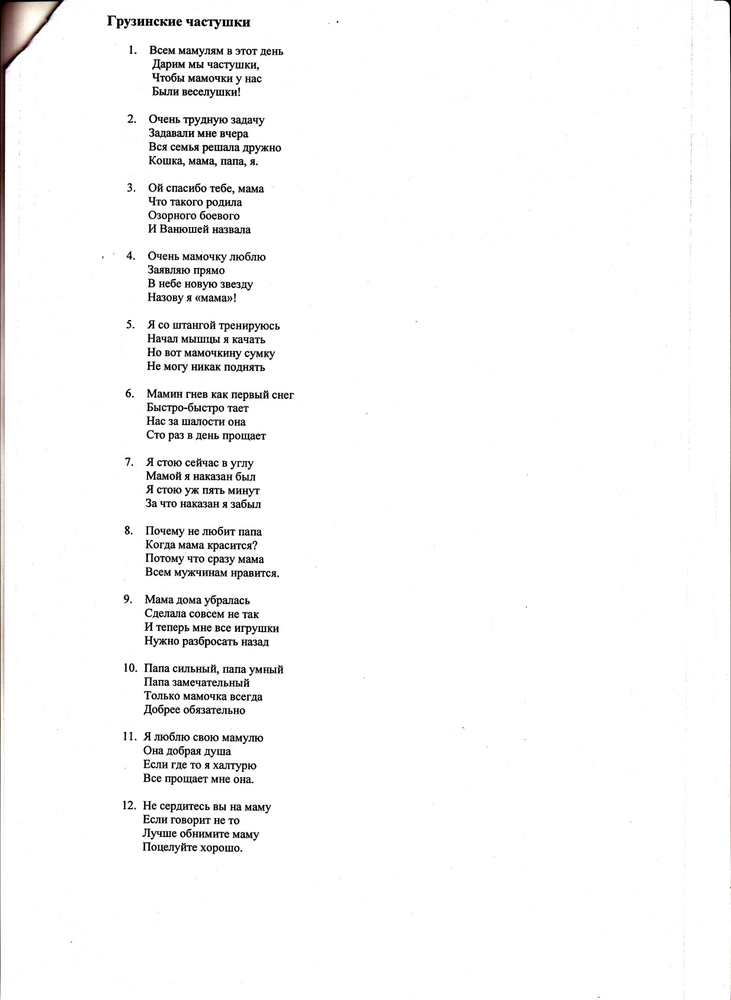 Грузинские частушки
1. Всем мамулям в этот день
Дарим мы частушки,
Чтобы мамочки у нас
Были веселушки!
2. Очень трудную задачу
Задавали мне вчера
Вся семья решала дружно
Кошка, мама, папа, я.
3. Ой спасибо тебе, мама
Что такого родила
Озорного боевого
И Ванюшей назвала
4. Очень мамочку люблю
Заявляю прямо
В небе новую звезду
Назову я «мама»!
5. Я со штангой тренируюсь
Начал мышцы я качать
Но вот мамочкину сумку
Не могу никак поднять
6. Мамин гнев как первый снег
Быстро-быстро тает
Нас за шалости она
Сто раз в день прощает
7. Я стою сейчас в углу
Мамой я наказан был
Я стою уж пять минут
За что наказан я забыл
8. Почему не любит папа
Когда мама красится?
Потому что сразу мама
Всем мужчинам нравится.
9. Мама дома убралась
Сделала совсем не так
И теперь мне все игрушки
Нужно разбросать назад
10. Папа сильный, папа умный
Папа замечательный
Только мамочка всегда
Добрее обязательно
11. Я люблю свою мамулю
Она добрая душа
Если где то я халтурю
Все прощает мне она.
12. Не сердитесь вы на маму
Если говорит не то
Лучше обнимите маму
Поцелуйте хорошо.